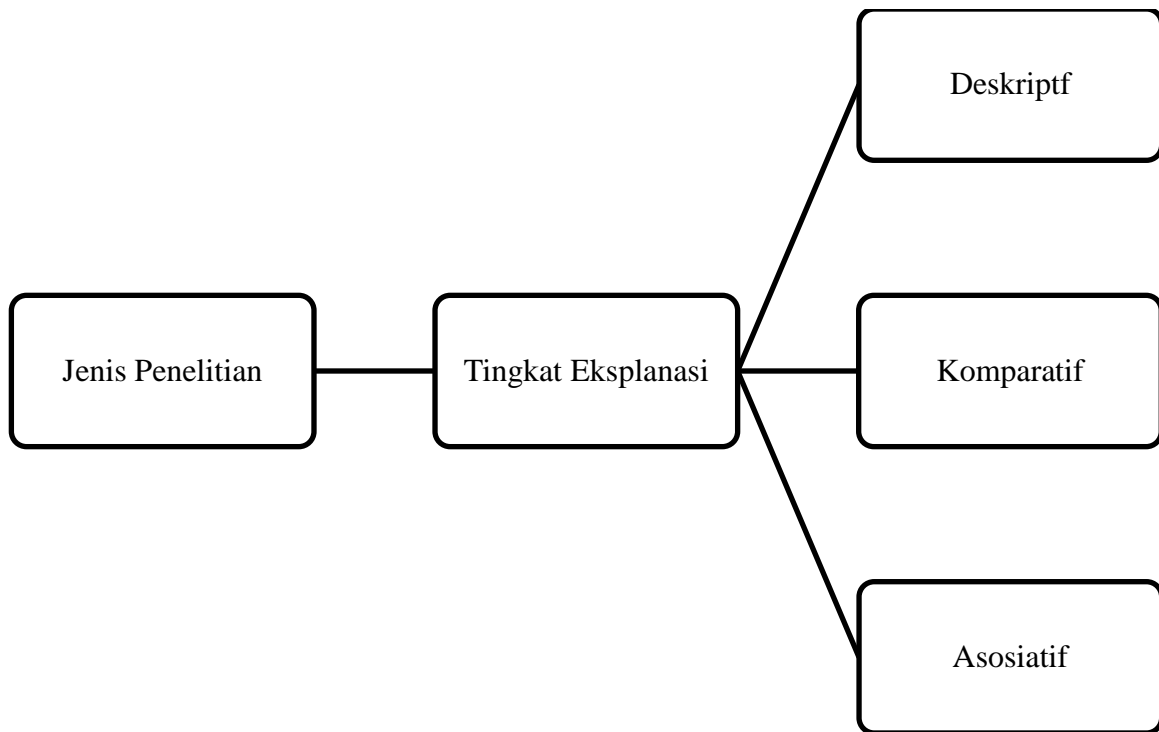 Deskriptf
Jenis Penelitian
Tingkat Eksplanasi
Komparatif
Asosiatif